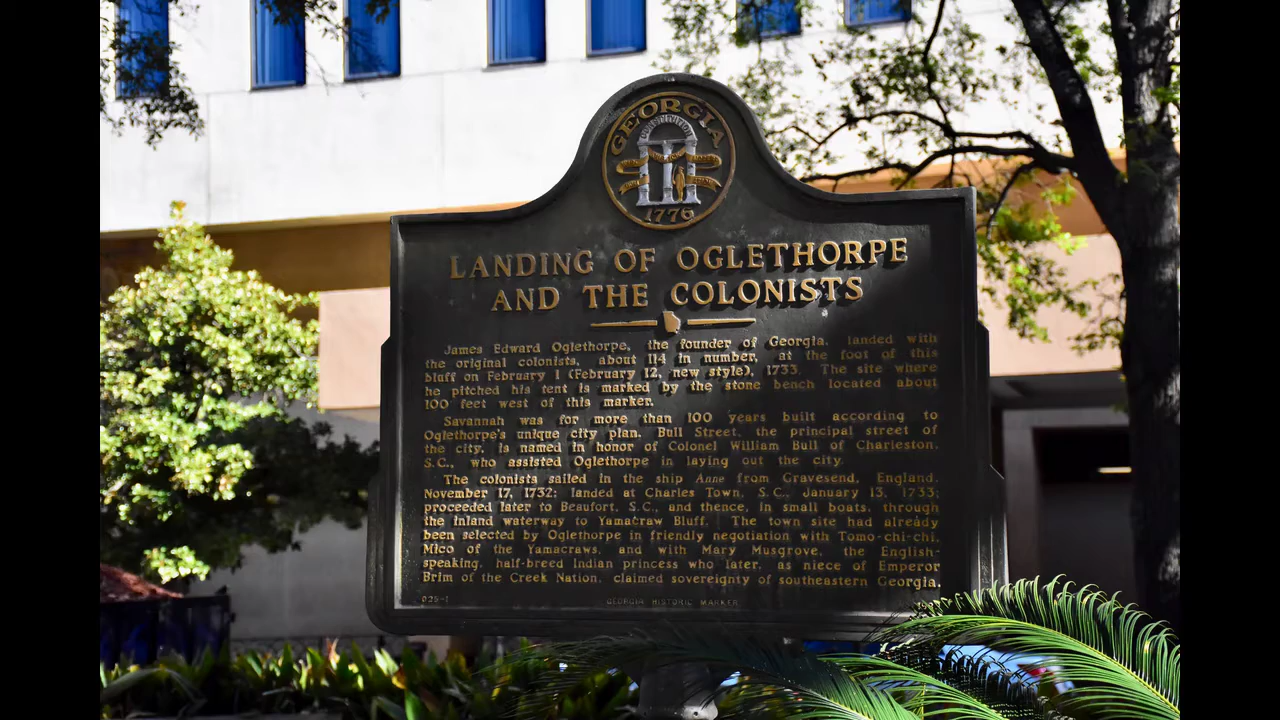 GEORGIA
CONSTITUTION
1776
LANDING OF OGLETHORPE
AND THE COLONISTS
James Edward Oglethorpe, the founder of Georgia, landed with
the original colonists, about 114 in number, at the foot of this
bluff on February 1 (February 12, new style), 1733. The site where
he pitched his tent is marked by the stone bench located about
100 feet west of this marker.
Savannah was for more than 100 years built according to
Oglethorpe's unique city plan. Bull Street, the principal street of
the city, is named in honor of Colonel William Bull of Charleston,
S.C., who assisted Oglethorpe in laying out the city.
The colonists sailed in the ship Anne from Gravesend, England,
November 17, 1732; landed at Charles Town, S.C., January 13, 1733;
proceeded later to Beaufort, S.C., and thence, in small boats, through
the inland waterway to Yamacraw Bluff. The town site had already
been selected by Oglethorpe in friendly negotiation with Tomo-chi-chi,
Mico of the Yamacraws, and with Mary Musgrove, the English-
speaking, half-breed Indian princess who later, as niece of Emperor
Brim of the Creek Nation, claimed sovereignty of southeastern Georgia.
GEORGIA HISTORIC MARKER